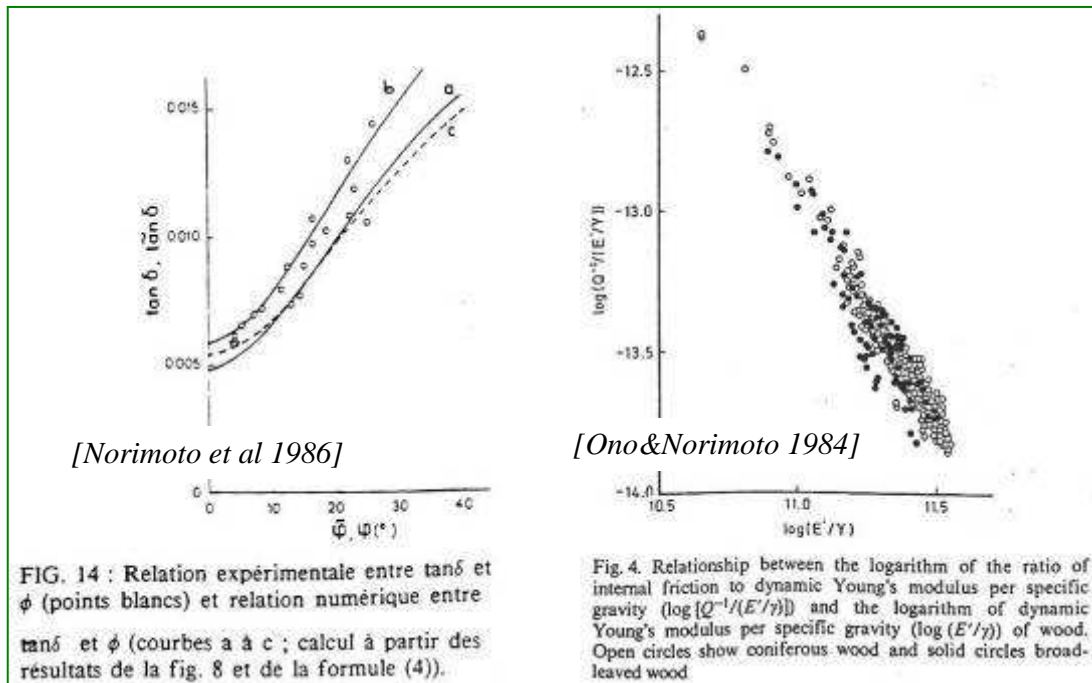 0.015
0.010
0.005
0
tan δ, tan δ̃
b
a
c
[Norimoto et al 1986]
10 20 30 40
φ̄, φ(°)
FIG. 14 : Relation expérimentale entre tanδ et
ϕ (points blancs) et relation numérique entre
tanδ et ϕ (courbes a à c ; calcul à partir des
résultats de la fig. 8 et de la formule (4)).
-12.5
-13.0
-13.5
-14.0
log[Q⁻¹/(E'/γ)]
[Ono&Norimoto 1984]
10.5 11.0 11.5
log(E'/γ)
Fig. 4. Relationship between the logarithm of the ratio of
internal friction to dynamic Young's modulus per specific
gravity (log [Q⁻¹/(E'/γ)]) and the logarithm of dynamic
Young's modulus per specific gravity (log (E'/γ)) of wood.
Open circles show coniferous wood and solid circles broad-
leaved wood